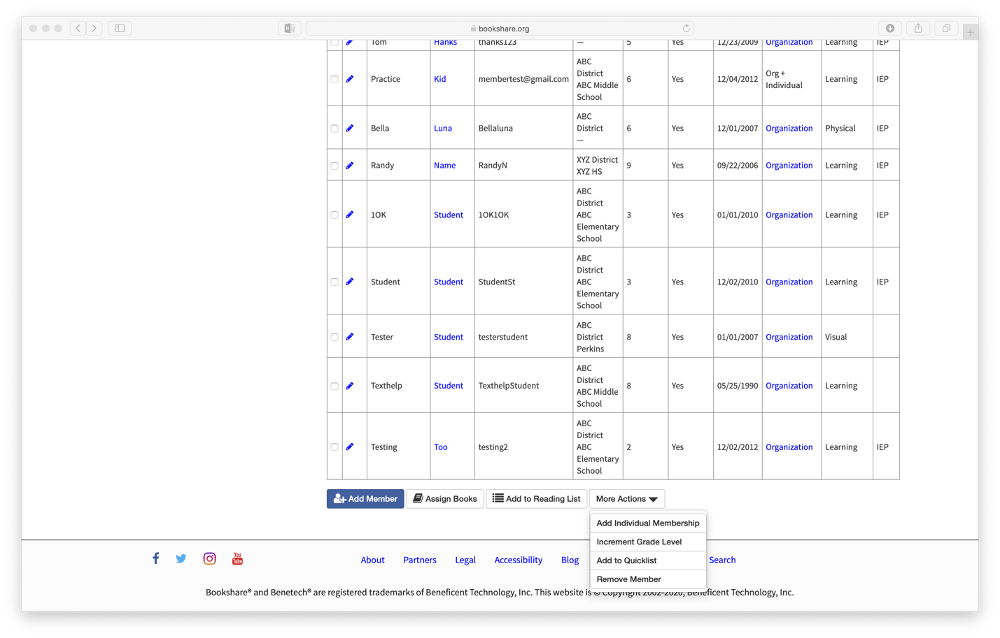 bookshare.org
Tom Hanks thanks123 — 5 Yes 12/23/2009 Organization Learning IEP
ABC
District
ABC Middle
School
Practice Kid membertest@gmail.com 6 Yes 12/04/2012 Org +
Individual Learning IEP
ABC
District
—
Bella Luna Bellaluna 6 Yes 12/01/2007 Organization Physical IEP
XYZ District
XYZ HS
Randy Name RandyN 9 Yes 09/22/2006 Organization Learning IEP
ABC
District
ABC
Elementary
School
1OK Student 1OK1OK 3 Yes 01/01/2010 Organization Learning IEP
ABC
District
ABC
Elementary
School
Student Student StudentSt 3 Yes 12/02/2010 Organization Learning IEP
ABC
District
Perkins
Tester Student testerstudent 8 Yes 01/01/2007 Organization Visual
ABC
District
ABC Middle
School
Texthelp Student TexthelpStudent 8 Yes 05/25/1990 Organization Learning
ABC
District
ABC
Elementary
School
Testing Too testing2 2 Yes 12/02/2012 Organization Learning IEP
Add Member Assign Books Add to Reading List More Actions
Add Individual Membership
Increment Grade Level
Add to Quicklist
Remove Member
You
Tube
About Partners Legal Accessibility Blog Search
Bookshare® and Benetech® are registered trademarks of Beneficent Technology, Inc. This website is © Copyright 2002-2020, Beneficent Technology, Inc.